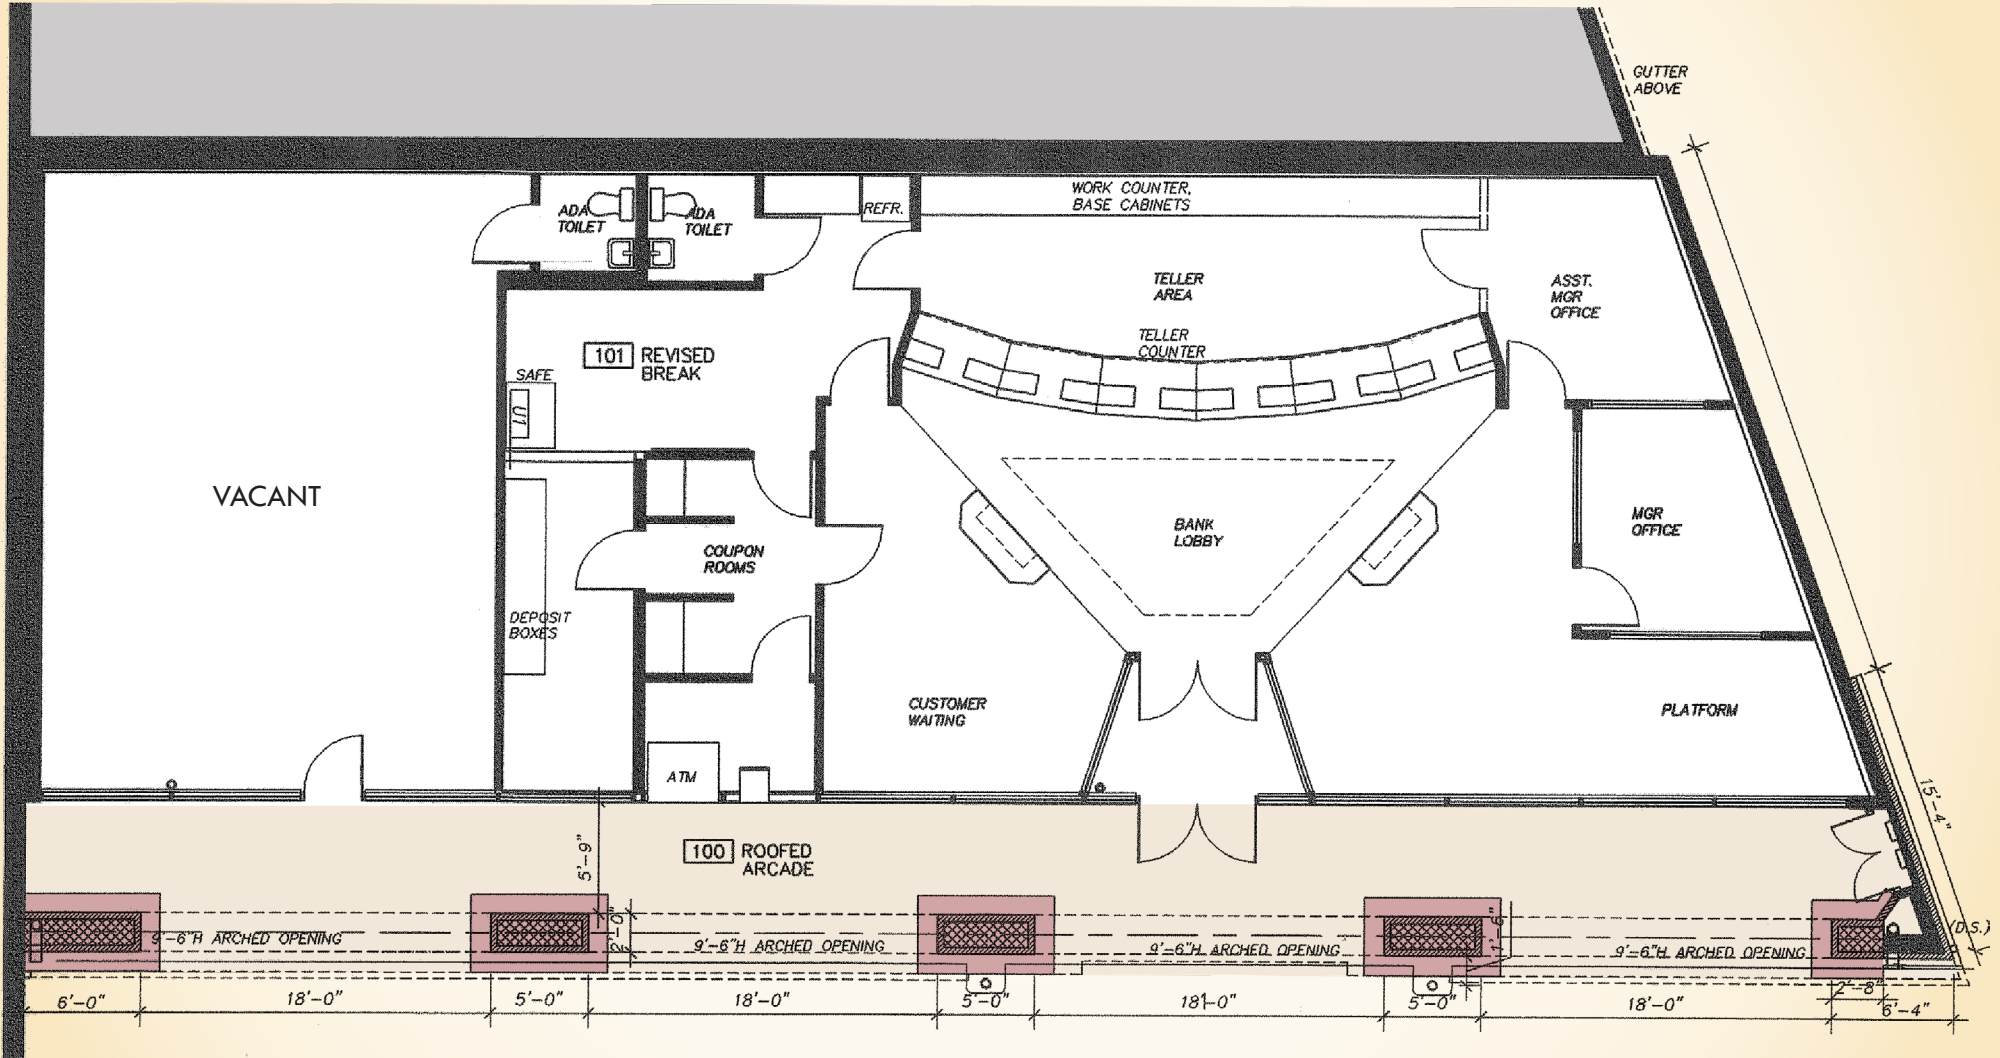 GUTTER
ABOVE
WORK COUNTER,
BASE CABINETS
ADA
TOILET
ADA
TOILET
REFR.
TELLER
AREA
ASST.
MGR
OFFICE
TELLER
COUNTER
101 REVISED
BREAK
SAFE
VACANT
BANK
LOBBY
MGR
OFFICE
COUPON
ROOMS
DEPOSIT
BOXES
CUSTOMER
WAITING
PLATFORM
ATM
15'-4"
5'-9"
100 ROOFED
ARCADE
2'-0"
1'-6"
(D.S.)
9'-6"H ARCHED OPENING
9'-6"H ARCHED OPENING
9'-6"H ARCHED OPENING
9'-6"H ARCHED OPENING
2'-8"
6'-0"
18'-0"
5'-0"
18'-0"
5'-0"
18'-0"
5'-0"
18'-0"
6'-4"